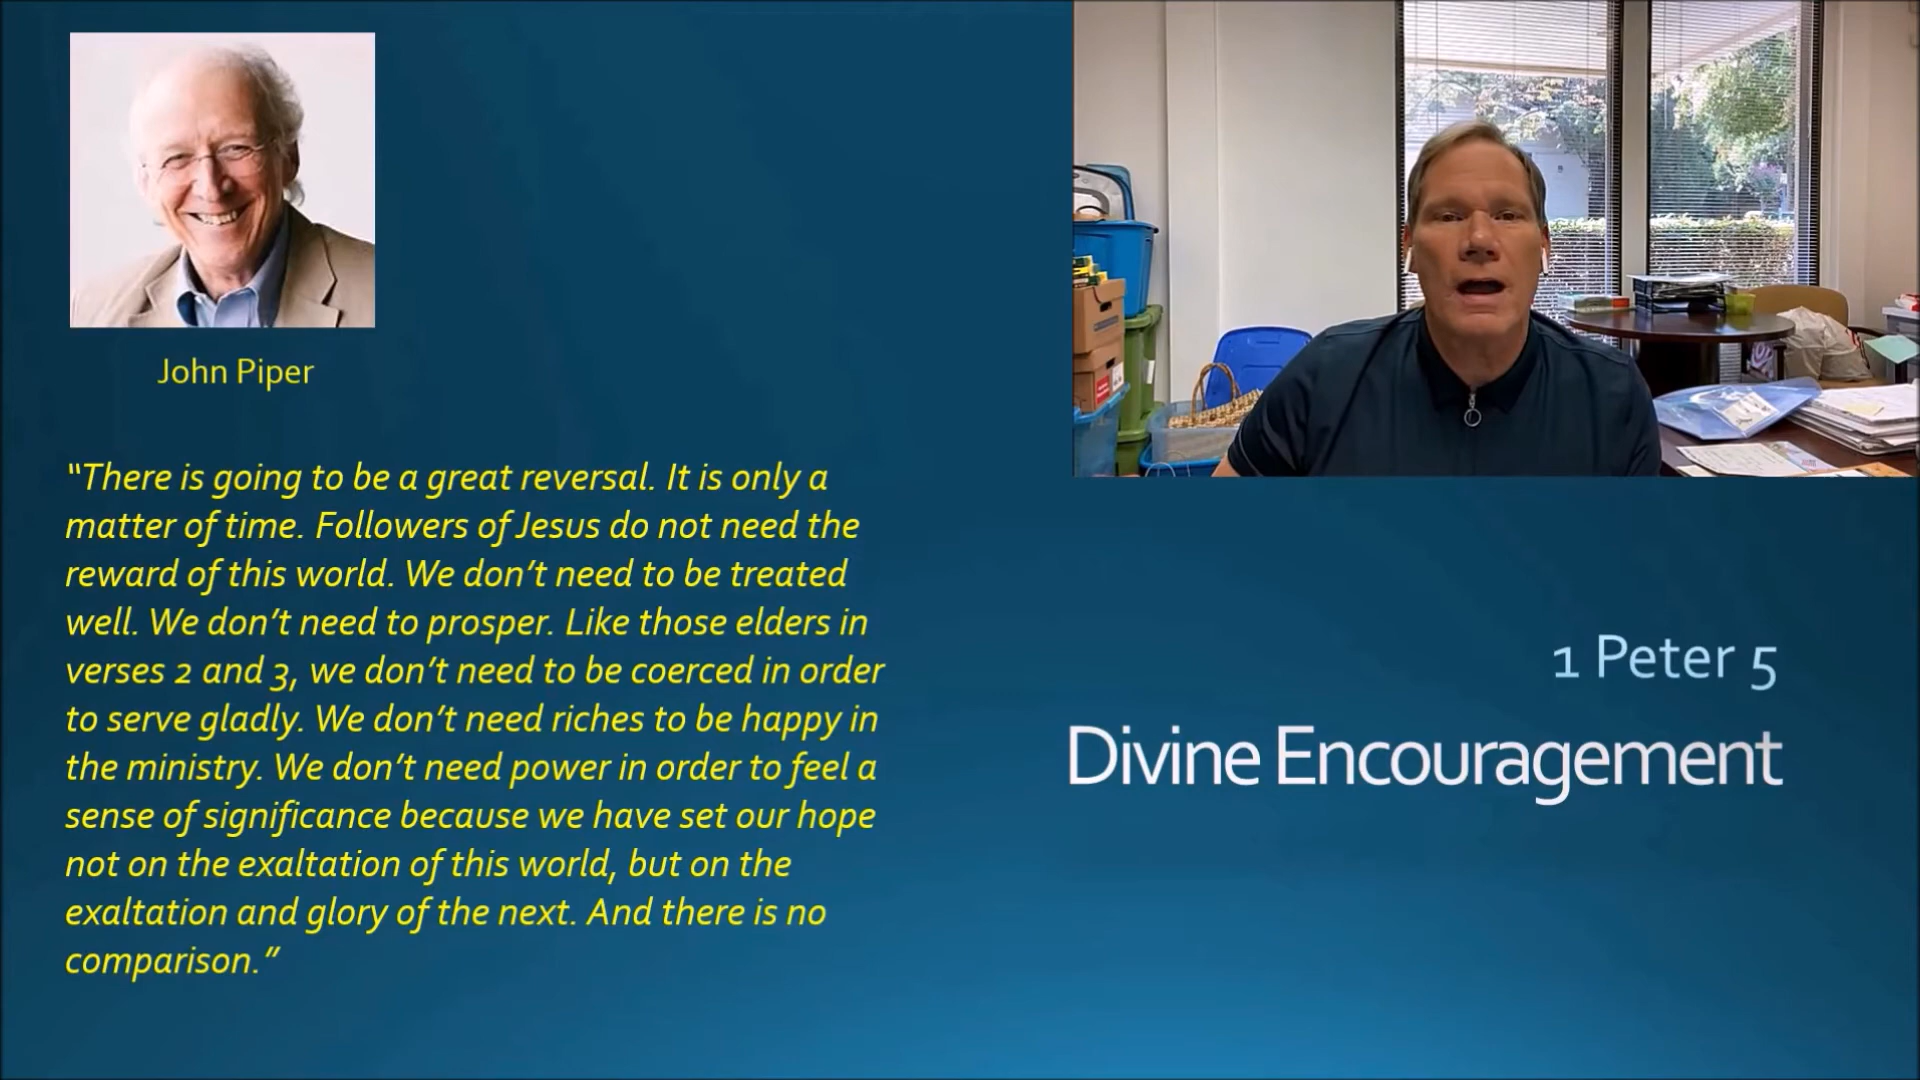 John Piper
“There is going to be a great reversal. It is only a
matter of time. Followers of Jesus do not need the
reward of this world. We don’t need to be treated
well. We don’t need to prosper. Like those elders in
verses 2 and 3, we don’t need to be coerced in order
to serve gladly. We don’t need riches to be happy in
the ministry. We don’t need power in order to feel a
sense of significance because we have set our hope
not on the exaltation of this world, but on the
exaltation and glory of the next. And there is no
comparison.”
1 Peter 5
Divine Encouragement